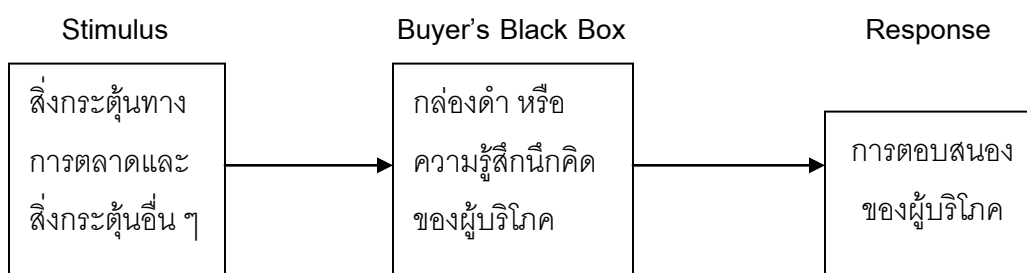 Stimulus
Buyer's Black Box
Response
สิ่งกระตุ้นทาง
การตลาดและ
สิ่งกระตุ้นอื่น ๆ
กล่องดำ หรือ
ความรู้สึกนึกคิด
ของผู้บริโภค
การตอบสนอง
ของผู้บริโภค